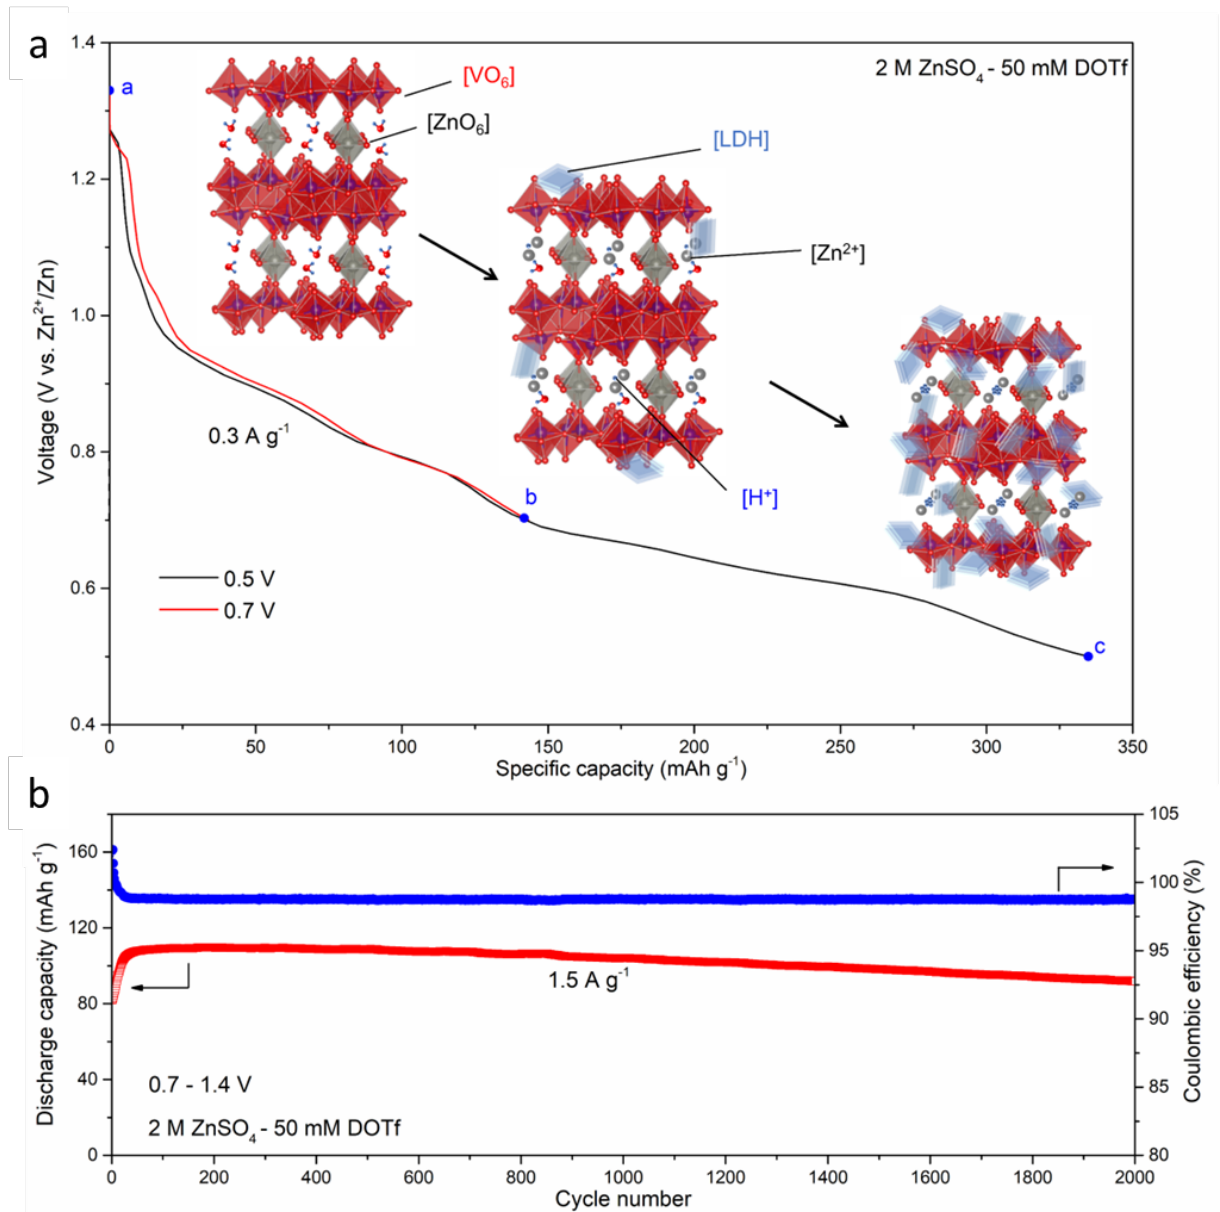 a
1.4
1.2
1.0
0.8
0.6
0.4
Voltage (V vs. Zn²⁺/Zn)
a
[VO₆]
[ZnO₆]
2 M ZnSO₄ - 50 mM DOTf
[LDH]
[Zn²⁺]
[H⁺]
0.3 A g⁻¹
b
c
0.5 V
0.7 V
0 50 100 150 200 250 300 350
Specific capacity (mAh g⁻¹)
b
160
120
80
40
0
Discharge capacity (mAh g⁻¹)
105
100
95
90
85
80
Coulombic efficiency (%)
1.5 A g⁻¹
0.7 - 1.4 V
2 M ZnSO₄ - 50 mM DOTf
0 200 400 600 800 1000 1200 1400 1600 1800 2000
Cycle number